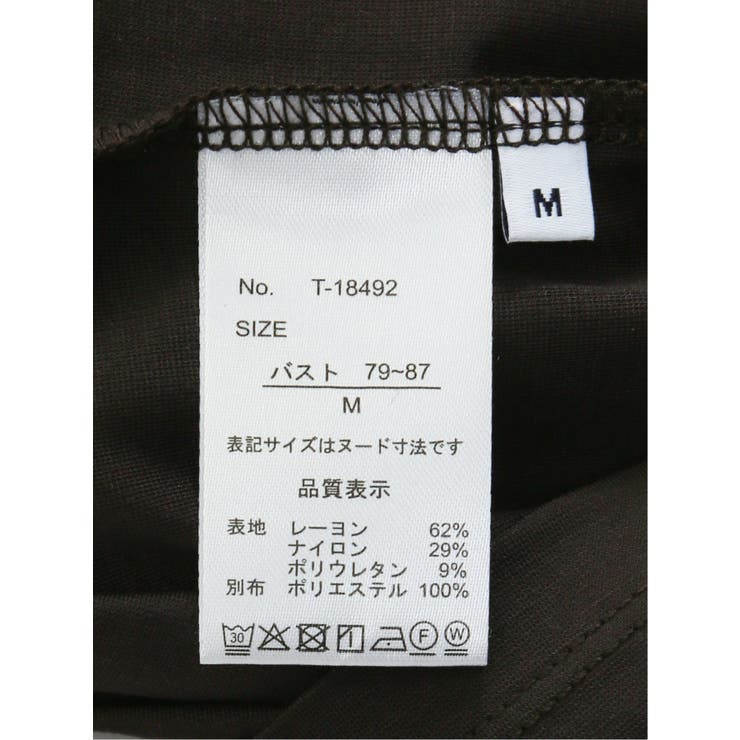 M
No. T-18492
SIZE
バスト 79~87
M
表記サイズはヌード寸法です
品質表示
表地 レーヨン 62%
ナイロン 29%
ポリウレタン 9%
別布 ポリエステル 100%
30 F W